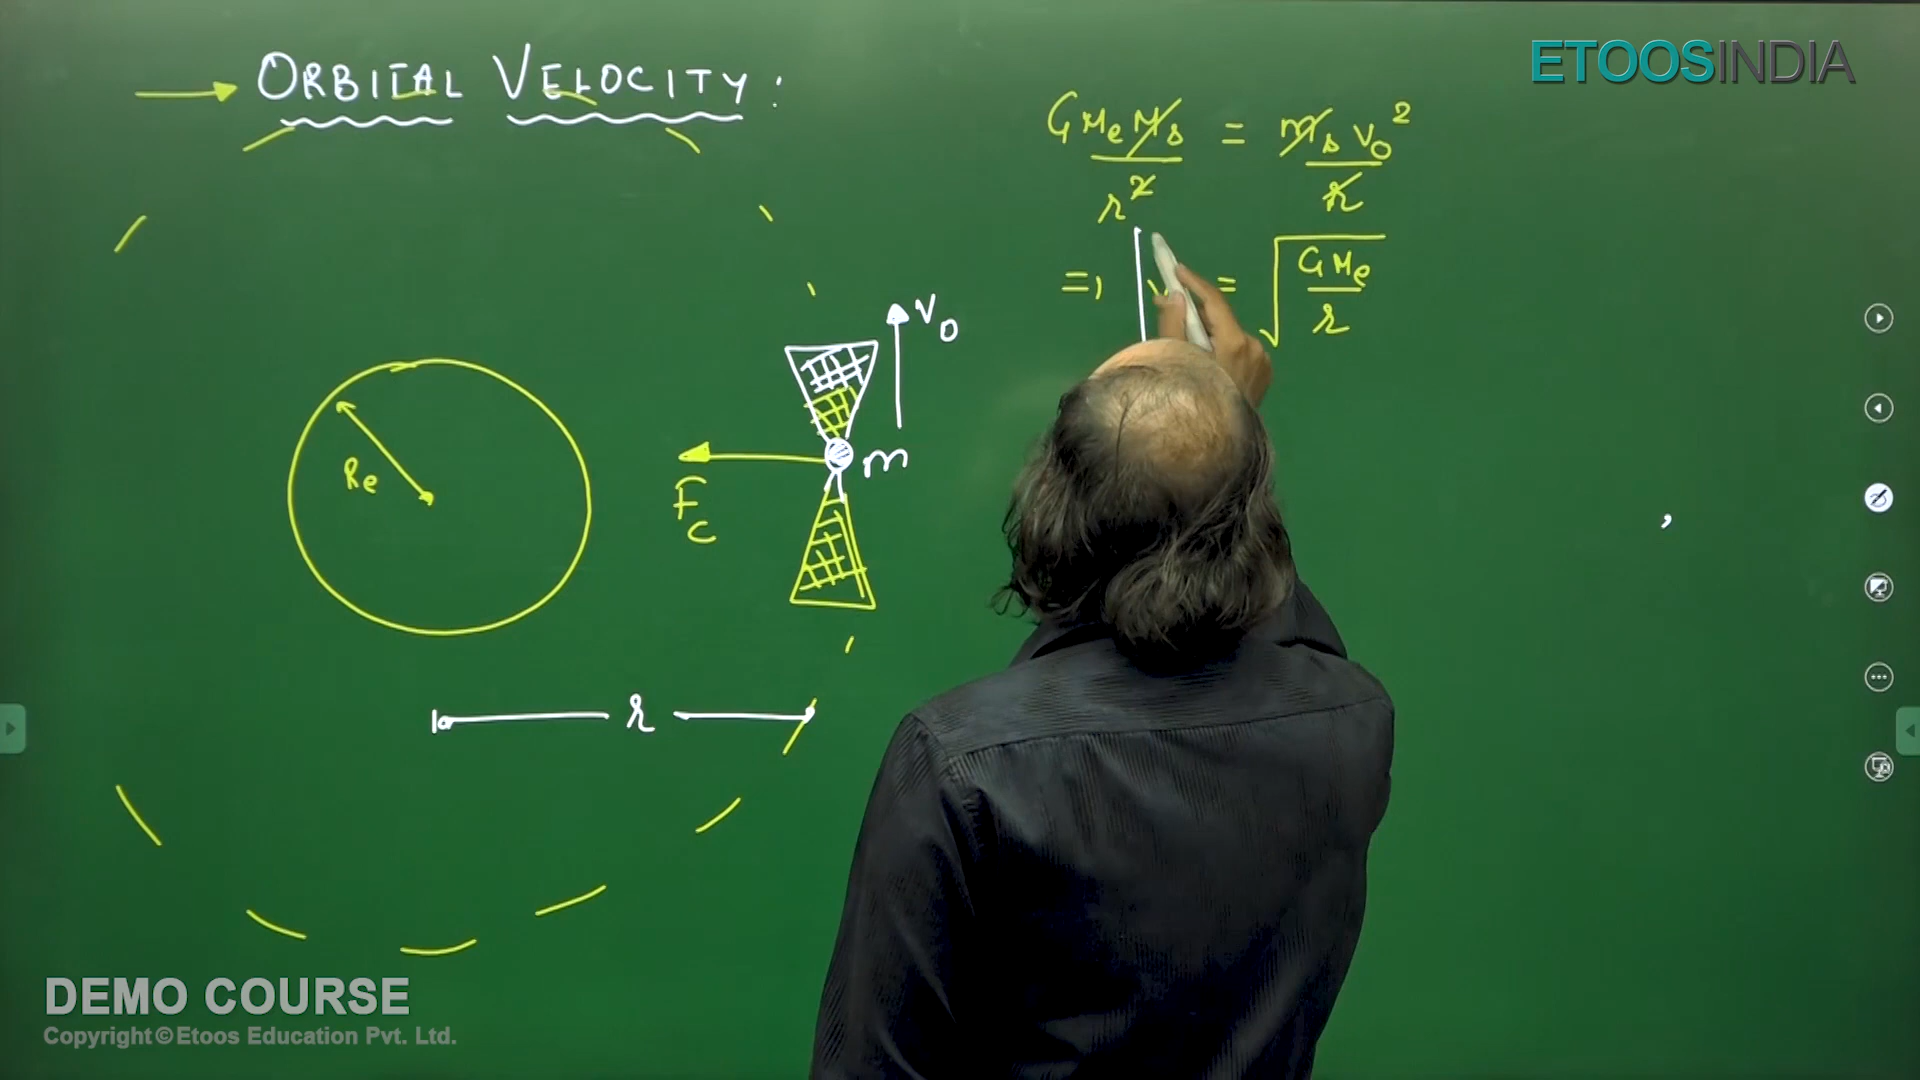 ORBITAL VELOCITY :
ETOOSINDIA
G Me Ms / r² = ms v₀² / r
=> v = √(G Me / r)
v₀
Re
m
Fc
r
DEMO COURSE
Copyright © Etoos Education Pvt. Ltd.